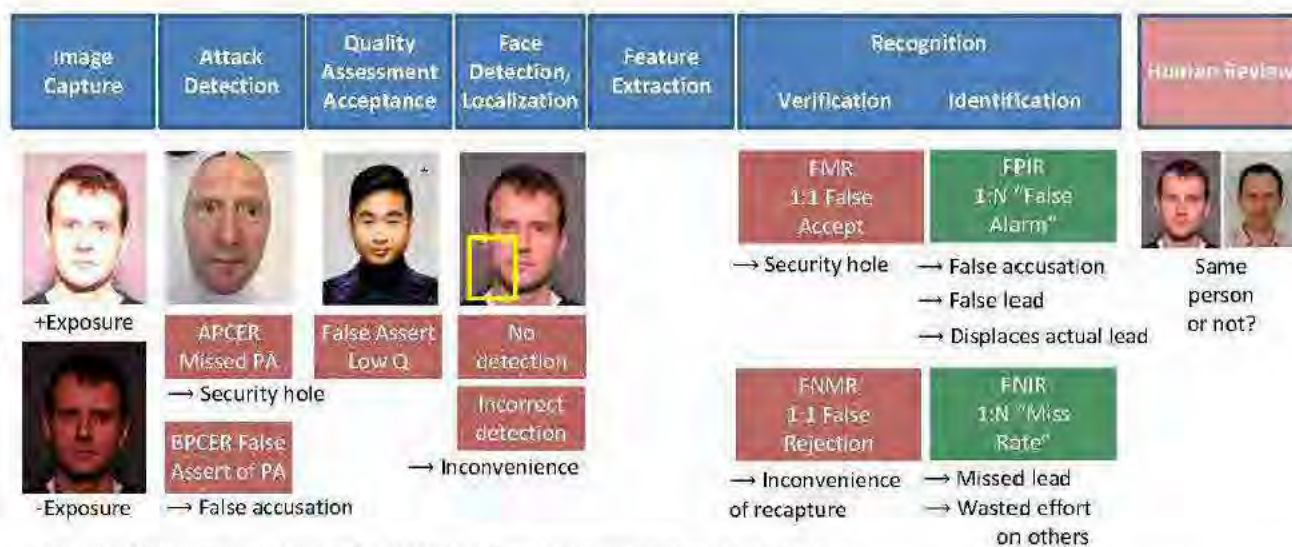 Image
Capture
Attack
Detection
Quality
Assessment
Acceptance
Face
Detection,
Localization
Feature
Extraction
Recognition
Verification
Identification
Human Review
+Exposure
-Exposure
APCER
Missed PA
→ Security hole
BPCER False
Assert of PA
→ False accusation
*
False Assert
Low Q
No
detection
Incorrect
detection
→ Inconvenience
FMR
1:1 False
Accept
→ Security hole
FNMR
1:1 False
Rejection
→ Inconvenience
of recapture
FPIR
1:N "False
Alarm"
→ False accusation
→ False lead
→ Displaces actual lead
FNIR
1:N "Miss
Rate"
→ Missed lead
→ Wasted effort
on others
Same
person
or not?